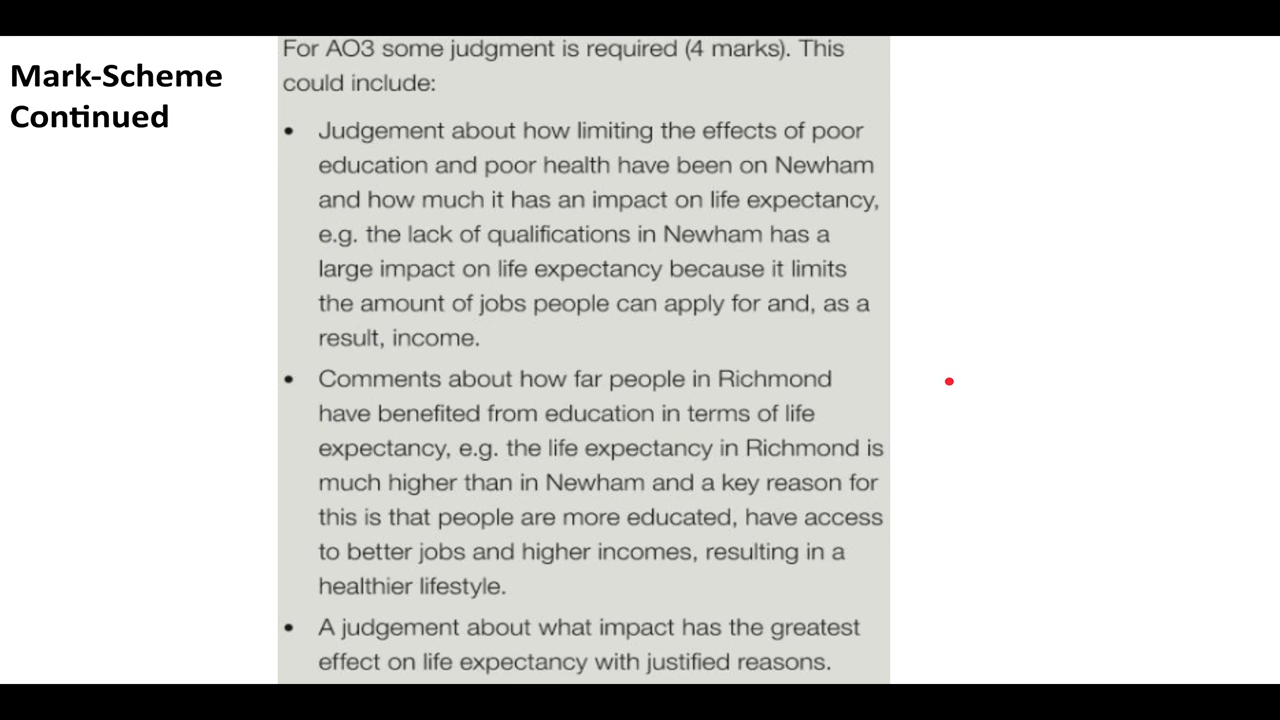 Mark-Scheme
Continued
For AO3 some judgment is required (4 marks). This
could include:
• Judgement about how limiting the effects of poor
education and poor health have been on Newham
and how much it has an impact on life expectancy,
e.g. the lack of qualifications in Newham has a
large impact on life expectancy because it limits
the amount of jobs people can apply for and, as a
result, income.
• Comments about how far people in Richmond
have benefited from education in terms of life
expectancy, e.g. the life expectancy in Richmond is
much higher than in Newham and a key reason for
this is that people are more educated, have access
to better jobs and higher incomes, resulting in a
healthier lifestyle.
• A judgement about what impact has the greatest
effect on life expectancy with justified reasons.